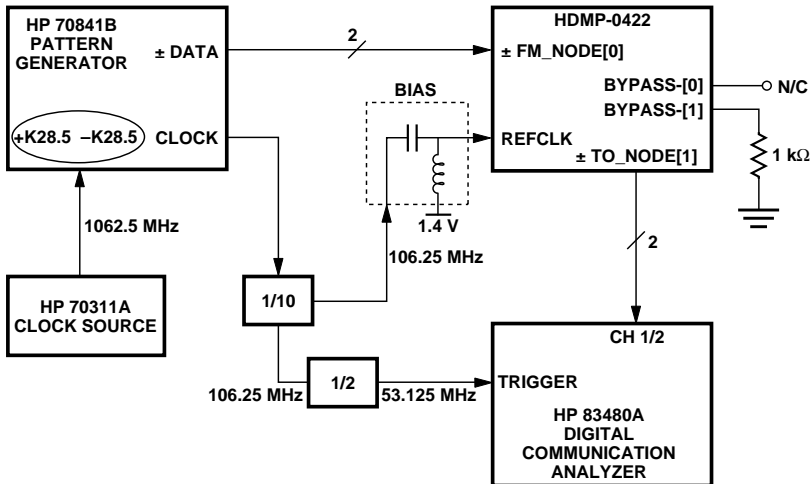 HP 70841B
PATTERN
GENERATOR
± DATA
+K28.5 –K28.5
CLOCK
2
BIAS
1.4 V
HDMP-0422
± FM_NODE[0]
BYPASS-[0]
N/C
BYPASS-[1]
REFCLK
± TO_NODE[1]
1 kΩ
1062.5 MHz
106.25 MHz
2
HP 70311A
CLOCK SOURCE
1/10
1/2
106.25 MHz
53.125 MHz
CH 1/2
TRIGGER
HP 83480A
DIGITAL
COMMUNICATION
ANALYZER